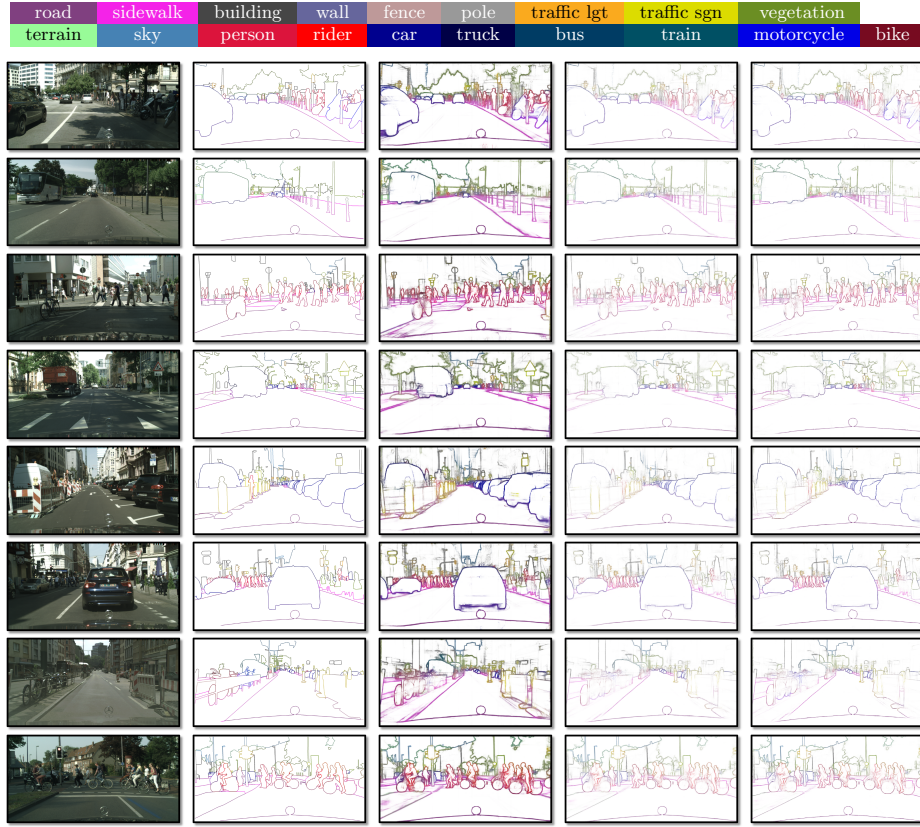 road sidewalk building wall fence pole traffic lgt traffic sgn vegetation
terrain sky person rider car truck bus train motorcycle bike